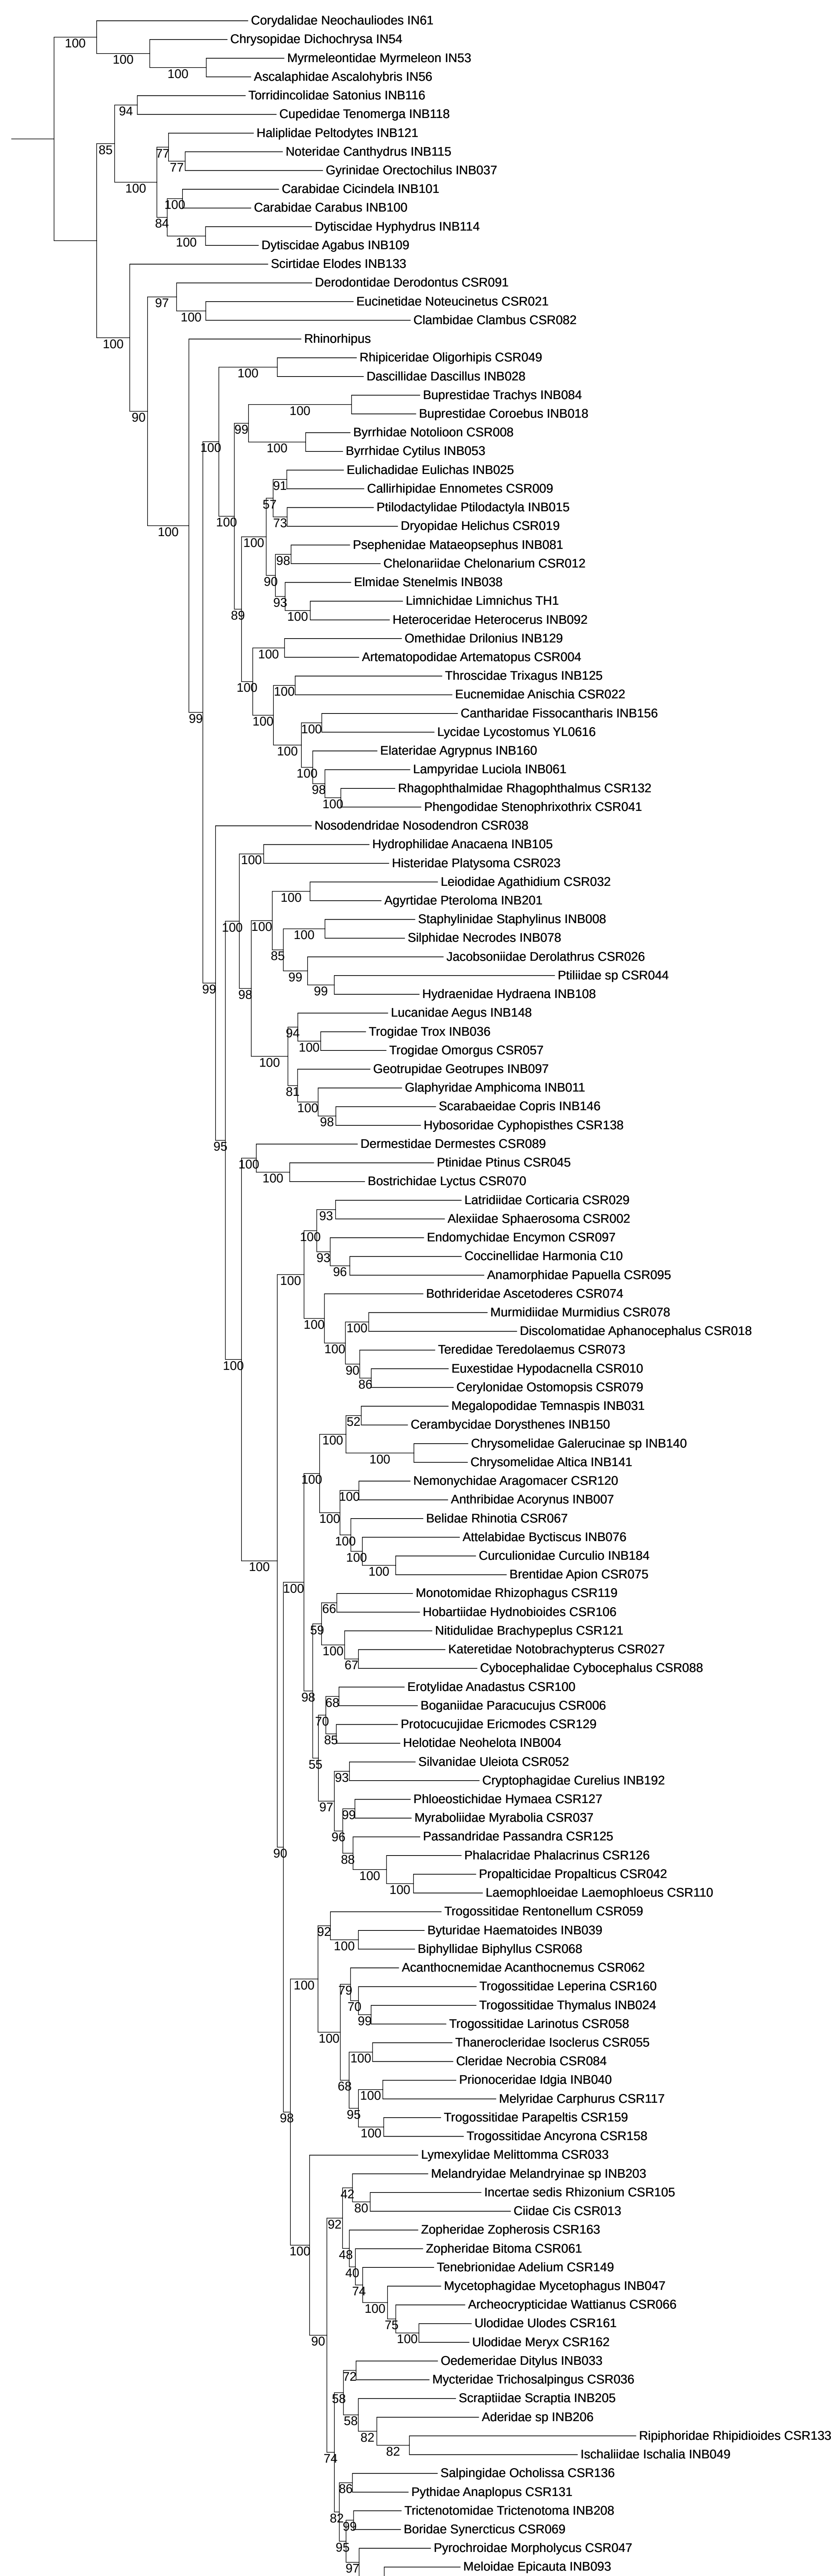 Corydalidae Neochauliodes IN61
100
Chrysopidae Dichochrysa IN54
100
Myrmeleontidae Myrmeleon IN53
100
Ascalaphidae Ascalohybris IN56
Torridincolidae Satonius INB116
94
Cupedidae Tenomerga INB118
Haliplidae Peltodytes INB121
85
77
Noteridae Canthydrus INB115
77
Gyrinidae Orectochilus INB037
100
Carabidae Cicindela INB101
100
Carabidae Carabus INB100
84
Dytiscidae Hyphydrus INB114
100
Dytiscidae Agabus INB109
Scirtidae Elodes INB133
Derodontidae Derodontus CSR091
97
Eucinetidae Noteucinetus CSR021
100
Clambidae Clambus CSR082
100
Rhinorhipus
Rhipiceridae Oligorhipis CSR049
100
Dascillidae Dascillus INB028
Buprestidae Trachys INB084
100
Buprestidae Coroebus INB018
90
99
Byrrhidae Notolioon CSR008
100
100
Byrrhidae Cytilus INB053
Eulichadidae Eulichas INB025
91
Callirhipidae Ennometes CSR009
57
Ptilodactylidae Ptilodactyla INB015
100
73
Dryopidae Helichus CSR019
100
100
Psephenidae Mataeopsephus INB081
98
Chelonariidae Chelonarium CSR012
90
Elmidae Stenelmis INB038
93
Limnichidae Limnichus TH1
100
Heteroceridae Heterocerus INB092
89
Omethidae Drilonius INB129
100
Artematopodidae Artematopus CSR004
Throscidae Trixagus INB125
100
100
Eucnemidae Anischia CSR022
99
100
Cantharidae Fissocantharis INB156
100
Lycidae Lycostomus YL0616
100
Elateridae Agrypnus INB160
100
Lampyridae Luciola INB061
98
Rhagophthalmidae Rhagophthalmus CSR132
100
Phengodidae Stenophrixothrix CSR041
Nosodendridae Nosodendron CSR038
Hydrophilidae Anacaena INB105
100
Histeridae Platysoma CSR023
Leiodidae Agathidium CSR032
100
Agyrtidae Pteroloma INB201
100
100
Staphylinidae Staphylinus INB008
100
Silphidae Necrodes INB078
85
Jacobsoniidae Derolathrus CSR026
99
Ptiliidae sp CSR044
99
98
99
Hydraenidae Hydraena INB108
Lucanidae Aegus INB148
94
Trogidae Trox INB036
100
Trogidae Omorgus CSR057
100
Geotrupidae Geotrupes INB097
81
Glaphyridae Amphicoma INB011
100
Scarabaeidae Copris INB146
98
Hybosoridae Cyphopisthes CSR138
95
Dermestidae Dermestes CSR089
100
Ptinidae Ptinus CSR045
100
Bostrichidae Lyctus CSR070
Latridiidae Corticaria CSR029
93
Alexiidae Sphaerosoma CSR002
100
Endomychidae Encymon CSR097
93
Coccinellidae Harmonia C10
96
Anamorphidae Papuella CSR095
100
Bothrideridae Ascetoderes CSR074
Murmidiidae Murmidius CSR078
100
100
Discolomatidae Aphanocephalus CSR018
100
Teredidae Teredolaemus CSR073
100
90
Euxestidae Hypodacnella CSR010
86
Cerylonidae Ostomopsis CSR079
Megalopodidae Temnaspis INB031
52
Cerambycidae Dorysthenes INB150
100
Chrysomelidae Galerucinae sp INB140
100
Chrysomelidae Altica INB141
100
Nemonychidae Aragomacer CSR120
100
Anthribidae Acorynus INB007
100
Belidae Rhinotia CSR067
100
Attelabidae Byctiscus INB076
100
Curculionidae Curculio INB184
100
100
Brentidae Apion CSR075
100
Monotomidae Rhizophagus CSR119
66
Hobartiidae Hydnobioides CSR106
59
Nitidulidae Brachypeplus CSR121
100
Kateretidae Notobrachypterus CSR027
67
Cybocephalidae Cybocephalus CSR088
98
Erotylidae Anadastus CSR100
68
Boganiidae Paracucujus CSR006
70
Protocucujidae Ericmodes CSR129
85
Helotidae Neohelota INB004
55
Silvanidae Uleiota CSR052
93
Cryptophagidae Curelius INB192
97
Phloeostichidae Hymaea CSR127
99
Myraboliidae Myrabolia CSR037
96
Passandridae Passandra CSR125
90
88
Phalacridae Phalacrinus CSR126
100
Propalticidae Propalticus CSR042
100
Laemophloeidae Laemophloeus CSR110
Trogossitidae Rentonellum CSR059
92
Byturidae Haematoides INB039
100
Biphyllidae Biphyllus CSR068
100
Acanthocnemidae Acanthocnemus CSR062
79
Trogossitidae Leperina CSR160
70
Trogossitidae Thymalus INB024
99
Trogossitidae Larinotus CSR058
100
Thanerocleridae Isoclerus CSR055
100
Cleridae Necrobia CSR084
68
Prionoceridae Idgia INB040
100
Melyridae Carphurus CSR117
95
98
Trogossitidae Parapeltis CSR159
100
Trogossitidae Ancyrona CSR158
Lymexylidae Melittomma CSR033
Melandryidae Melandryinae sp INB203
42
Incertae sedis Rhizonium CSR105
80
Ciidae Cis CSR013
92
Zopheridae Zopherosis CSR163
100
48
Zopheridae Bitoma CSR061
40
Tenebrionidae Adelium CSR149
74
Mycetophagidae Mycetophagus INB047
100
Archeocrypticidae Wattianus CSR066
75
Ulodidae Ulodes CSR161
100
90
Ulodidae Meryx CSR162
Oedemeridae Ditylus INB033
72
Mycteridae Trichosalpingus CSR036
58
Scraptiidae Scraptia INB205
58
Aderidae sp INB206
82
Ripiphoridae Rhipidioides CSR133
82
74
Ischaliidae Ischalia INB049
Salpingidae Ocholissa CSR136
86
Pythidae Anaplopus CSR131
82
Trictenotomidae Trictenotoma INB208
99
Boridae Synercticus CSR069
95
Pyrochroidae Morpholycus CSR047
97
Meloidae Epicauta INB093